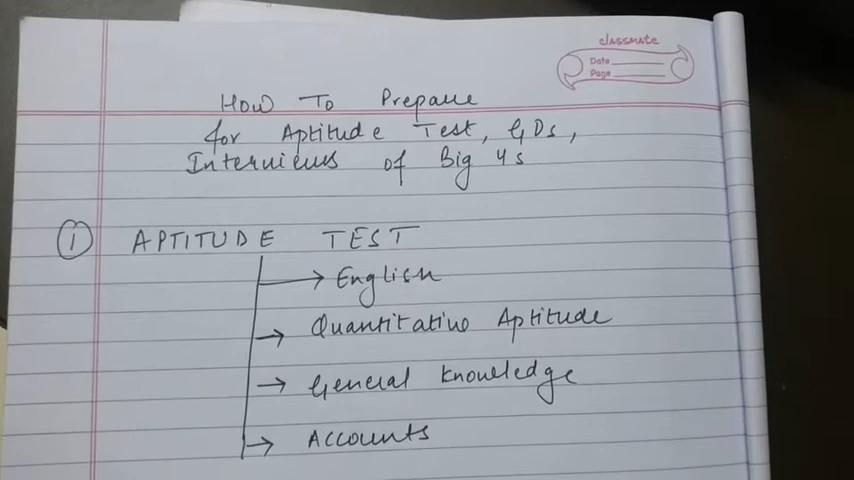 classmate
Date
Page
How To Prepare
for Aptitude Test, GDs,
Interviews of Big 4s
1 APTITUDE TEST
English
Quantitative Aptitude
General Knowledge
Accounts